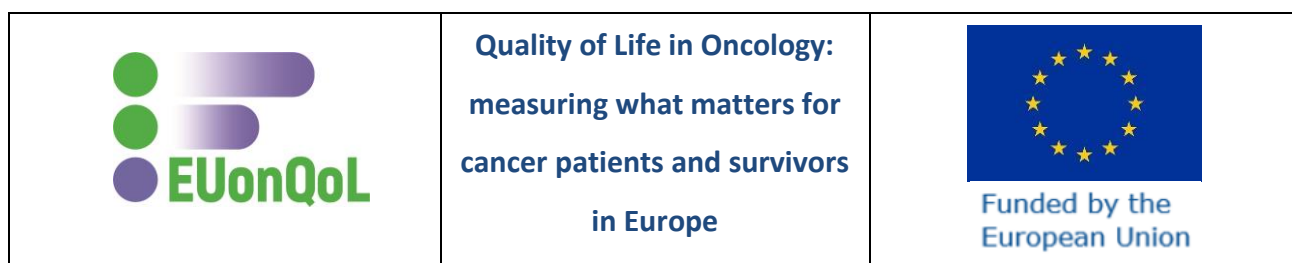 EUonQoL
Quality of Life in Oncology:
measuring what matters for
cancer patients and survivors
in Europe
Funded by the
European Union